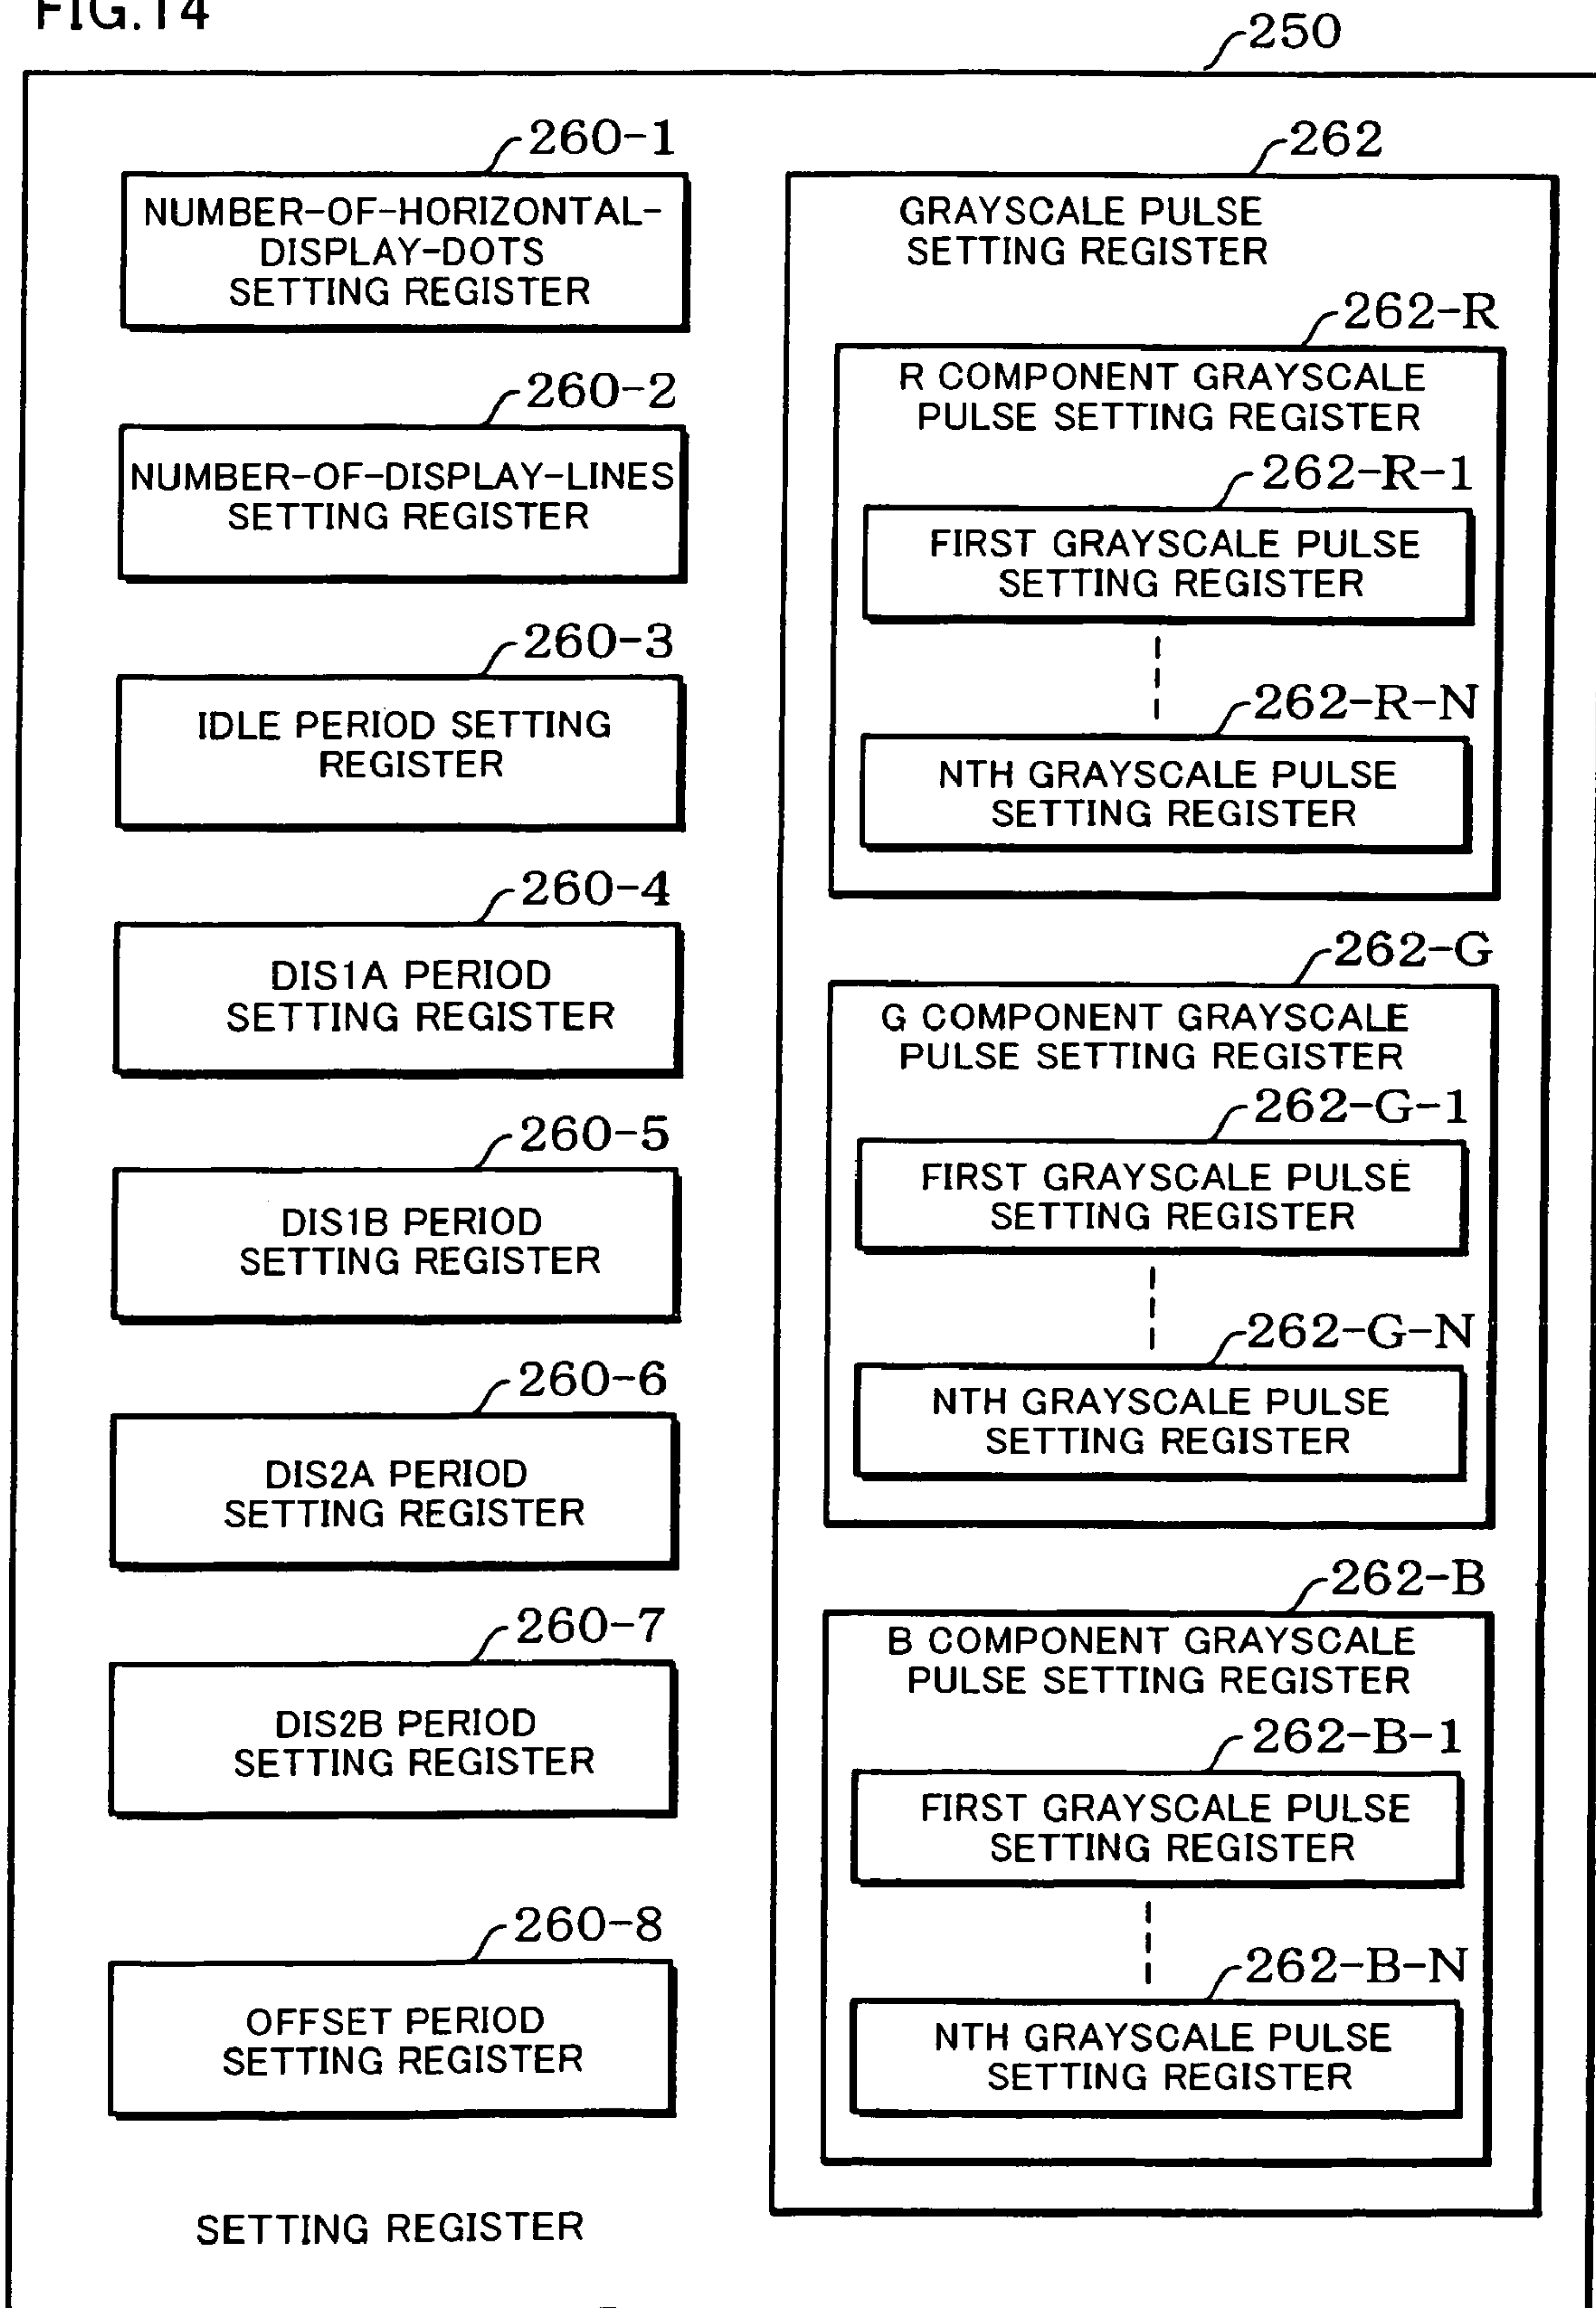 FIG.14
250
260-1
NUMBER-OF-HORIZONTAL-
DISPLAY-DOTS
SETTING REGISTER
260-2
NUMBER-OF-DISPLAY-LINES
SETTING REGISTER
260-3
IDLE PERIOD SETTING
REGISTER
260-4
DIS1A PERIOD
SETTING REGISTER
260-5
DIS1B PERIOD
SETTING REGISTER
260-6
DIS2A PERIOD
SETTING REGISTER
260-7
DIS2B PERIOD
SETTING REGISTER
260-8
OFFSET PERIOD
SETTING REGISTER
SETTING REGISTER
262
GRAYSCALE PULSE
SETTING REGISTER
262-R
R COMPONENT GRAYSCALE
PULSE SETTING REGISTER
262-R-1
FIRST GRAYSCALE PULSE
SETTING REGISTER
262-R-N
NTH GRAYSCALE PULSE
SETTING REGISTER
262-G
G COMPONENT GRAYSCALE
PULSE SETTING REGISTER
262-G-1
FIRST GRAYSCALE PULSE
SETTING REGISTER
262-G-N
NTH GRAYSCALE PULSE
SETTING REGISTER
262-B
B COMPONENT GRAYSCALE
PULSE SETTING REGISTER
262-B-1
FIRST GRAYSCALE PULSE
SETTING REGISTER
262-B-N
NTH GRAYSCALE PULSE
SETTING REGISTER